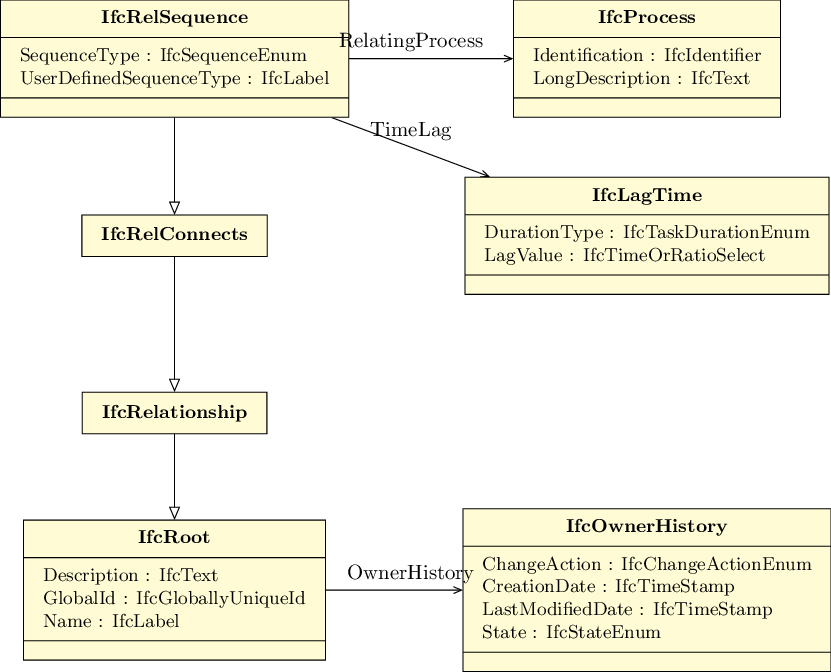 IfcRelSequence
SequenceType : IfcSequenceEnum
UserDefinedSequenceType : IfcLabel
RelatingProcess
IfcProcess
Identification : IfcIdentifier
LongDescription : IfcText
TimeLag
IfcLagTime
DurationType : IfcTaskDurationEnum
LagValue : IfcTimeOrRatioSelect
IfcRelConnects
IfcRelationship
IfcRoot
Description : IfcText
GlobalId : IfcGloballyUniqueId
Name : IfcLabel
OwnerHistory
IfcOwnerHistory
ChangeAction : IfcChangeActionEnum
CreationDate : IfcTimeStamp
LastModifiedDate : IfcTimeStamp
State : IfcStateEnum